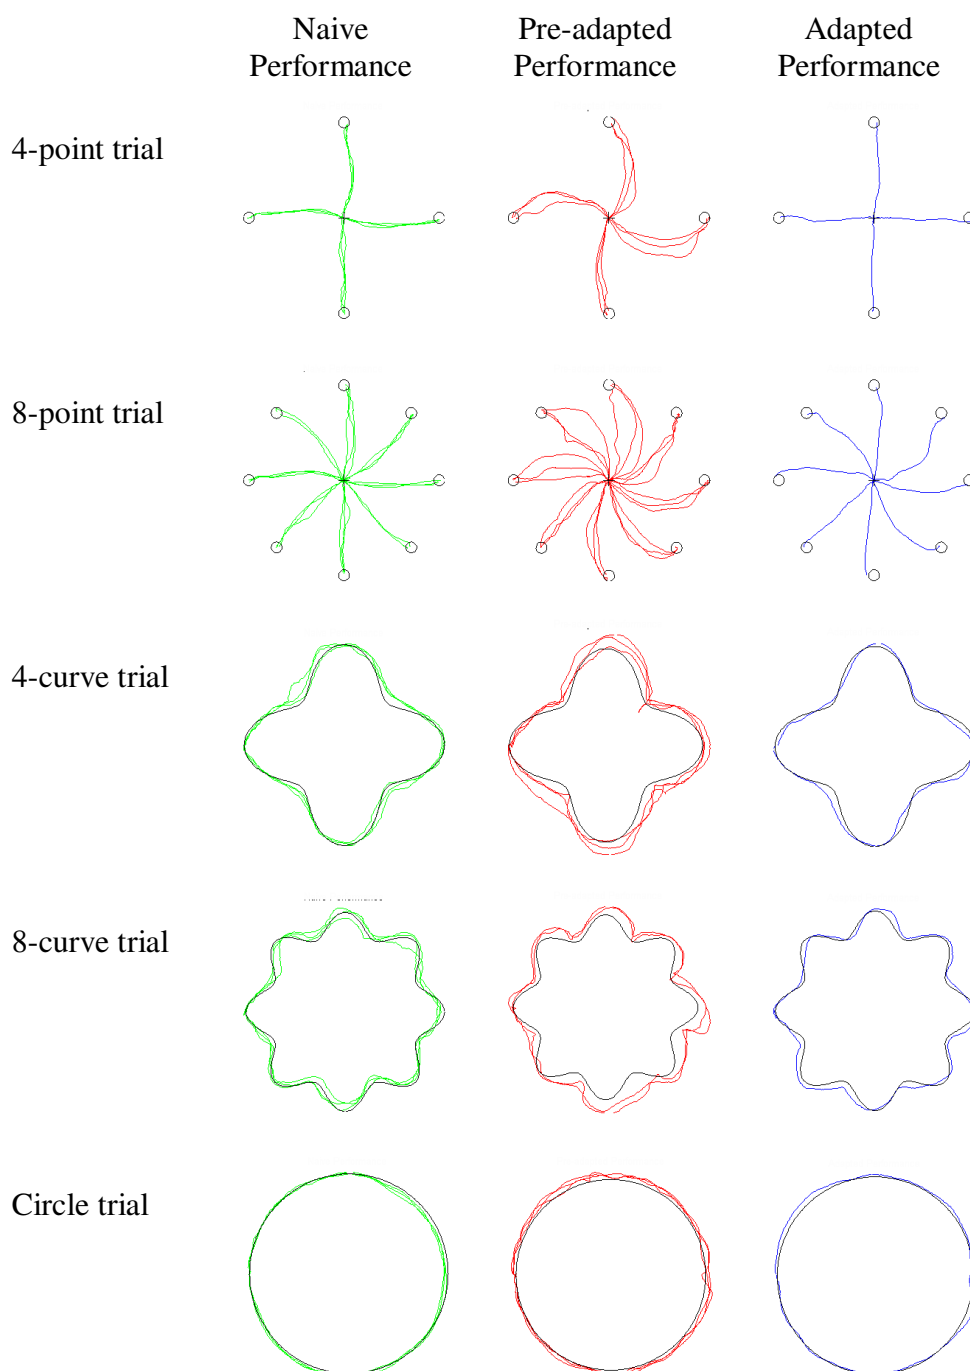 Naive
Performance
Pre-adapted
Performance
Adapted
Performance
4-point trial
8-point trial
4-curve trial
8-curve trial
Circle trial